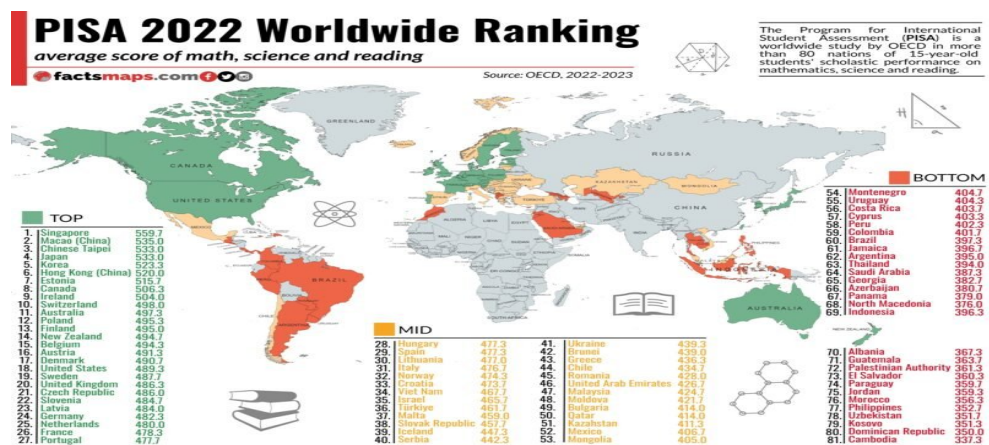 PISA 2022 Worldwide Ranking
average score of math, science and reading
factsmaps.com
Source: OECD, 2022-2023
The Program for International
Student Assessment (PISA) is a
worldwide study by OECD in more
than 80 nations of 15-year-old
students' scholastic performance on
mathematics, science and reading.
GREENLAND
CANADA
UNITED STATES
MEXICO
RUSSIA
KAZAKHSTAN
MONGOLIA
CHINA
BRAZIL
AUSTRALIA
NEW ZEALAND
TOP
1. Singapore 559.7
2. Macao (China) 535.0
3. Chinese Taipei 533.0
4. Japan 533.0
5. Korea 523.3
6. Hong Kong (China) 520.0
7. Estonia 515.7
8. Canada 506.3
9. Ireland 504.0
10. Switzerland 498.0
11. Australia 497.3
12. Poland 495.3
13. Finland 495.0
14. New Zealand 494.7
15. Belgium 494.3
16. Austria 491.3
17. Denmark 490.7
18. United States 489.3
19. Sweden 487.7
20. United Kingdom 486.3
21. Czech Republic 486.0
22. Slovenia 484.7
23. Latvia 484.0
24. Germany 482.3
25. Netherlands 480.0
26. France 478.3
27. Portugal 477.7
MID
28. Hungary 477.3
29. Spain 477.3
30. Lithuania 477.0
31. Italy 476.7
32. Norway 474.3
33. Croatia 473.7
34. Viet Nam 467.7
35. Israel 465.7
36. Türkiye 461.7
37. Malta 459.0
38. Slovak Republic 457.7
39. Iceland 447.3
40. Serbia 442.3
41. Ukraine 439.3
42. Brunei 439.0
43. Greece 436.3
44. Chile 434.7
45. Romania 428.0
46. United Arab Emirates 426.7
47. Malaysia 424.7
48. Moldova 421.7
49. Bulgaria 414.0
50. Qatar 414.0
51. Kazakhstan 411.3
52. Mexico 406.7
53. Mongolia 405.0
BOTTOM
54. Montenegro 404.7
55. Uruguay 404.3
56. Costa Rica 403.7
57. Cyprus 403.3
58. Peru 402.3
59. Colombia 401.7
60. Brazil 397.3
61. Jamaica 396.7
62. Argentina 395.0
63. Thailand 394.0
64. Saudi Arabia 387.3
65. Georgia 382.7
66. Azerbaijan 380.7
67. Panama 379.0
68. North Macedonia 376.0
69. Indonesia 396.3
70. Albania 367.3
71. Guatemala 363.7
72. Palestinian Authority 361.3
73. El Salvador 360.3
74. Paraguay 359.7
75. Jordan 359.3
76. Morocco 356.3
77. Philippines 352.7
78. Uzbekistan 351.7
79. Kosovo 351.3
80. Dominican Republic 350.0
81. Cambodia 337.3